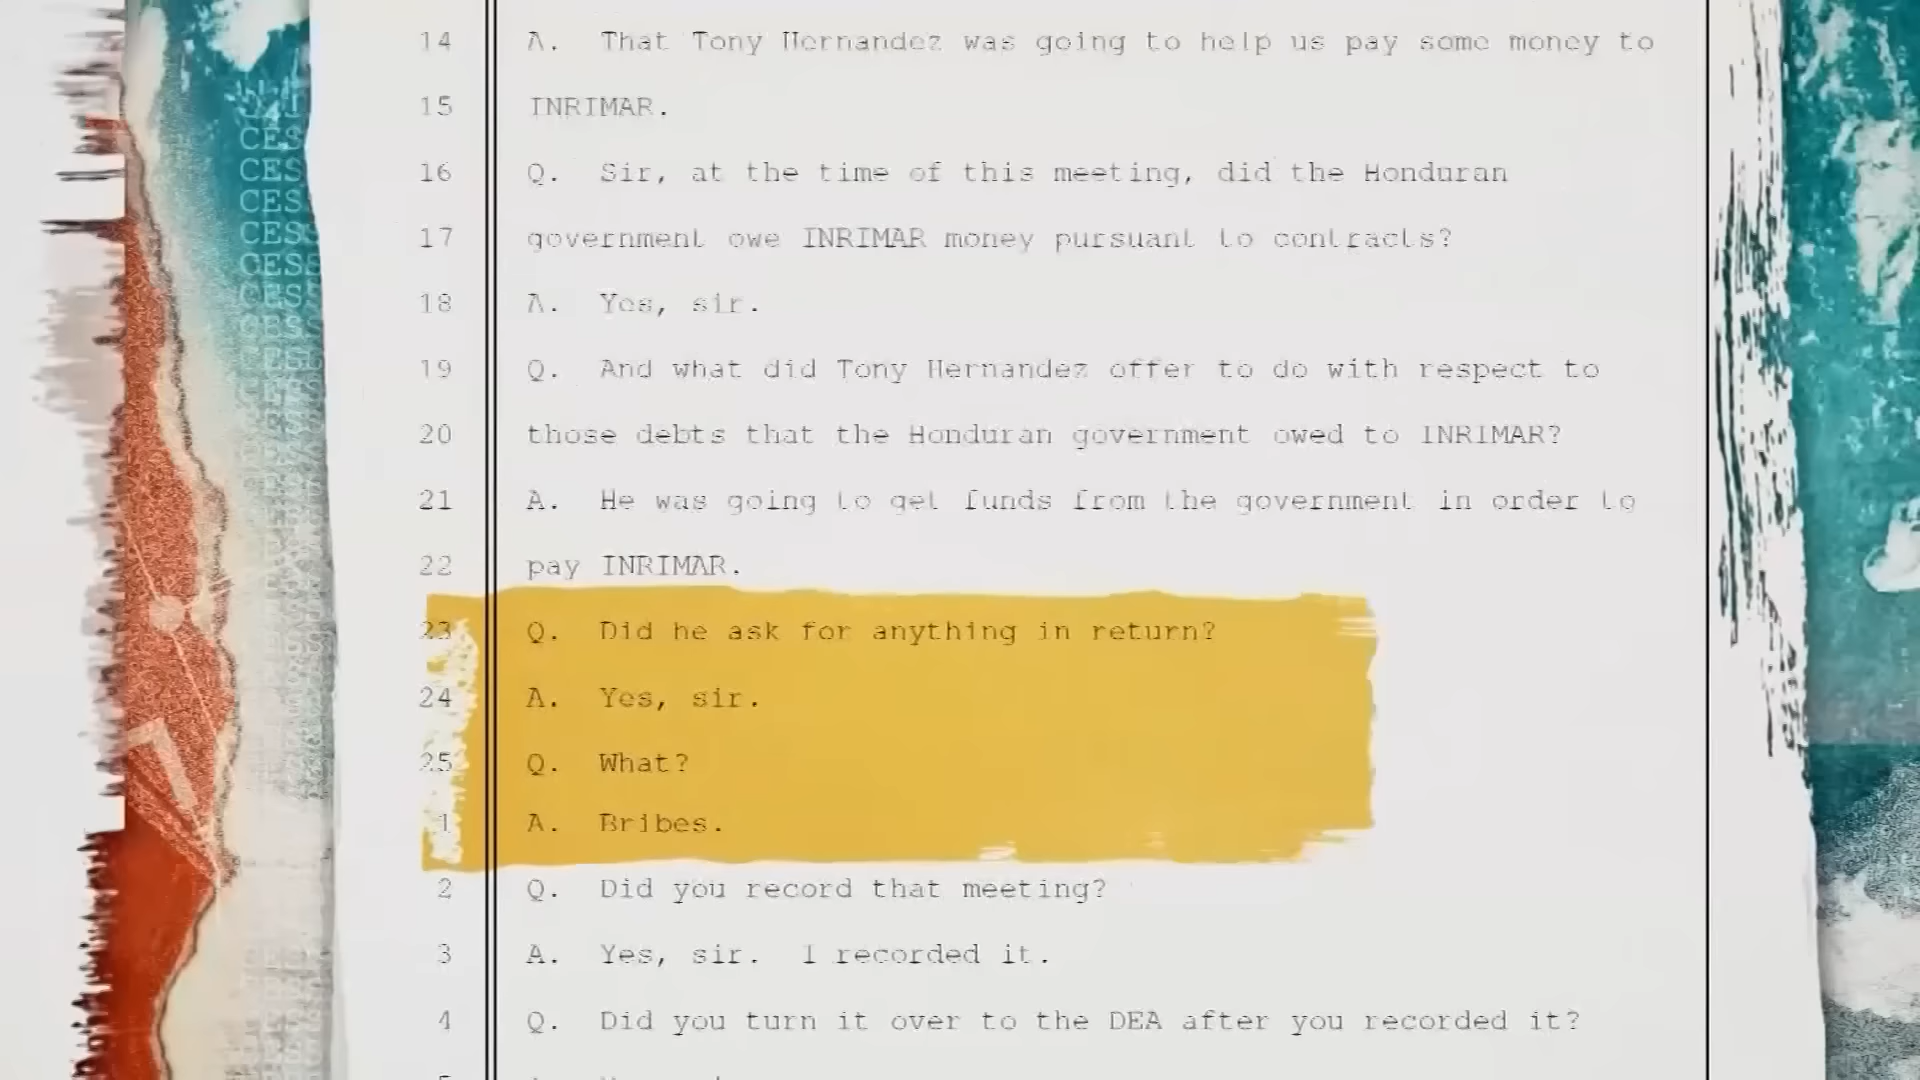 14 A. That Tony Hernandez was going to help us pay some money to
15 INRIMAR.
16 Q. Sir, at the time of this meeting, did the Honduran
17 government owe INRIMAR money pursuant to contracts?
18 A. Yes, sir.
19 Q. And what did Tony Hernandez offer to do with respect to
20 those debts that the Honduran government owed to INRIMAR?
21 A. He was going to get funds from the government in order to
22 pay INRIMAR.
23 Q. Did he ask for anything in return?
24 A. Yes, sir.
25 Q. What?
1 A. Bribes.
2 Q. Did you record that meeting?
3 A. Yes, sir. I recorded it.
4 Q. Did you turn it over to the DEA after you recorded it?